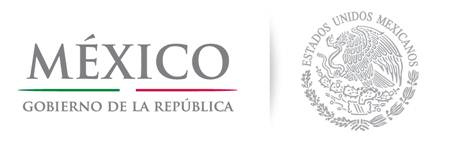 MÉXICO
GOBIERNO DE LA REPÚBLICA
ESTADOS UNIDOS MEXICANOS